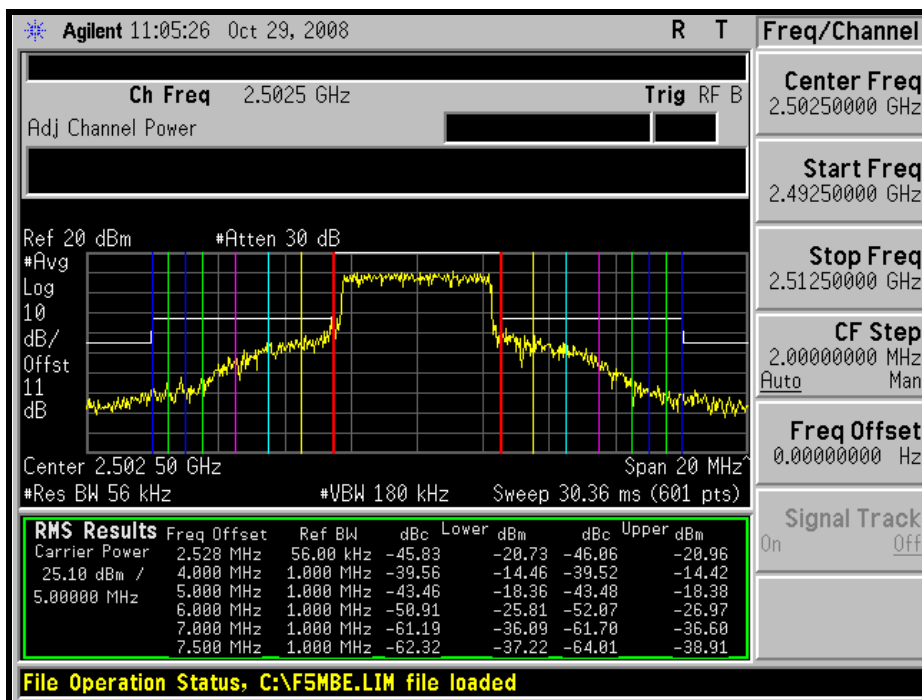 Agilent 11:05:26 Oct 29, 2008 R T
Freq/Channel
Ch Freq 2.5025 GHz Trig RF B
Adj Channel Power
Center Freq
2.50250000 GHz
Start Freq
2.49250000 GHz
Stop Freq
2.51250000 GHz
CF Step
2.00000000 MHz
Auto Man
Freq Offset
0.00000000 Hz
Signal Track
On Off
Ref 20 dBm #Atten 30 dB
#Avg
Log
10
dB/
Offst
11
dB
Center 2.502 50 GHz Span 20 MHz^
#Res BW 56 kHz #VBW 180 kHz Sweep 30.36 ms (601 pts)
RMS Results Freq Offset Ref BW dBc Lower dBm dBc Upper dBm
Carrier Power 2.528 MHz 56.00 kHz -45.83 -20.73 -46.06 -20.96
25.10 dBm / 4.000 MHz 1.000 MHz -39.56 -14.46 -39.52 -14.42
5.00000 MHz 5.000 MHz 1.000 MHz -43.46 -18.36 -43.48 -18.38
6.000 MHz 1.000 MHz -50.91 -25.81 -52.07 -26.97
7.000 MHz 1.000 MHz -61.19 -36.09 -61.70 -36.60
7.500 MHz 1.000 MHz -62.32 -37.22 -64.01 -38.91
File Operation Status, C:\F5MBE.LIM file loaded